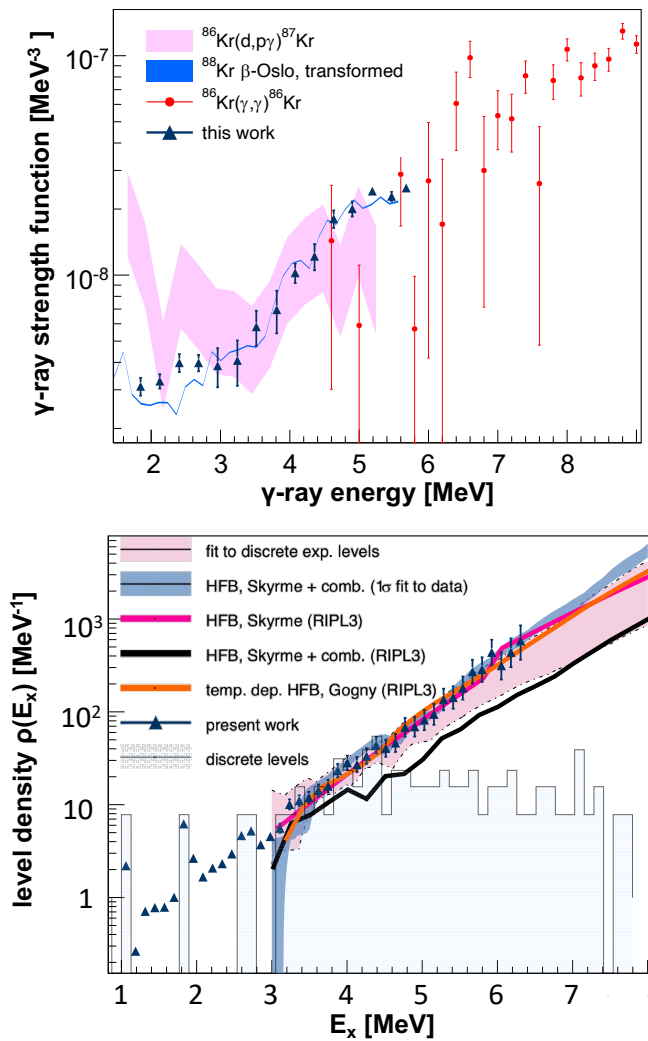 γ-ray strength function [MeV⁻³]
10⁻⁷
10⁻⁸
⁸⁶Kr(d,pγ)⁸⁷Kr
⁸⁸Kr β-Oslo, transformed
⁸⁶Kr(γ,γ)⁸⁶Kr
this work
2 3 4 5 6 7 8
γ-ray energy [MeV]
level density ρ(Eₓ) [MeV⁻¹]
10³
10²
10
1
fit to discrete exp. levels
HFB, Skyrme + comb. (1σ fit to data)
HFB, Skyrme (RIPL3)
HFB, Skyrme + comb. (RIPL3)
temp. dep. HFB, Gogny (RIPL3)
present work
discrete levels
1 2 3 4 5 6 7
E_x [MeV]